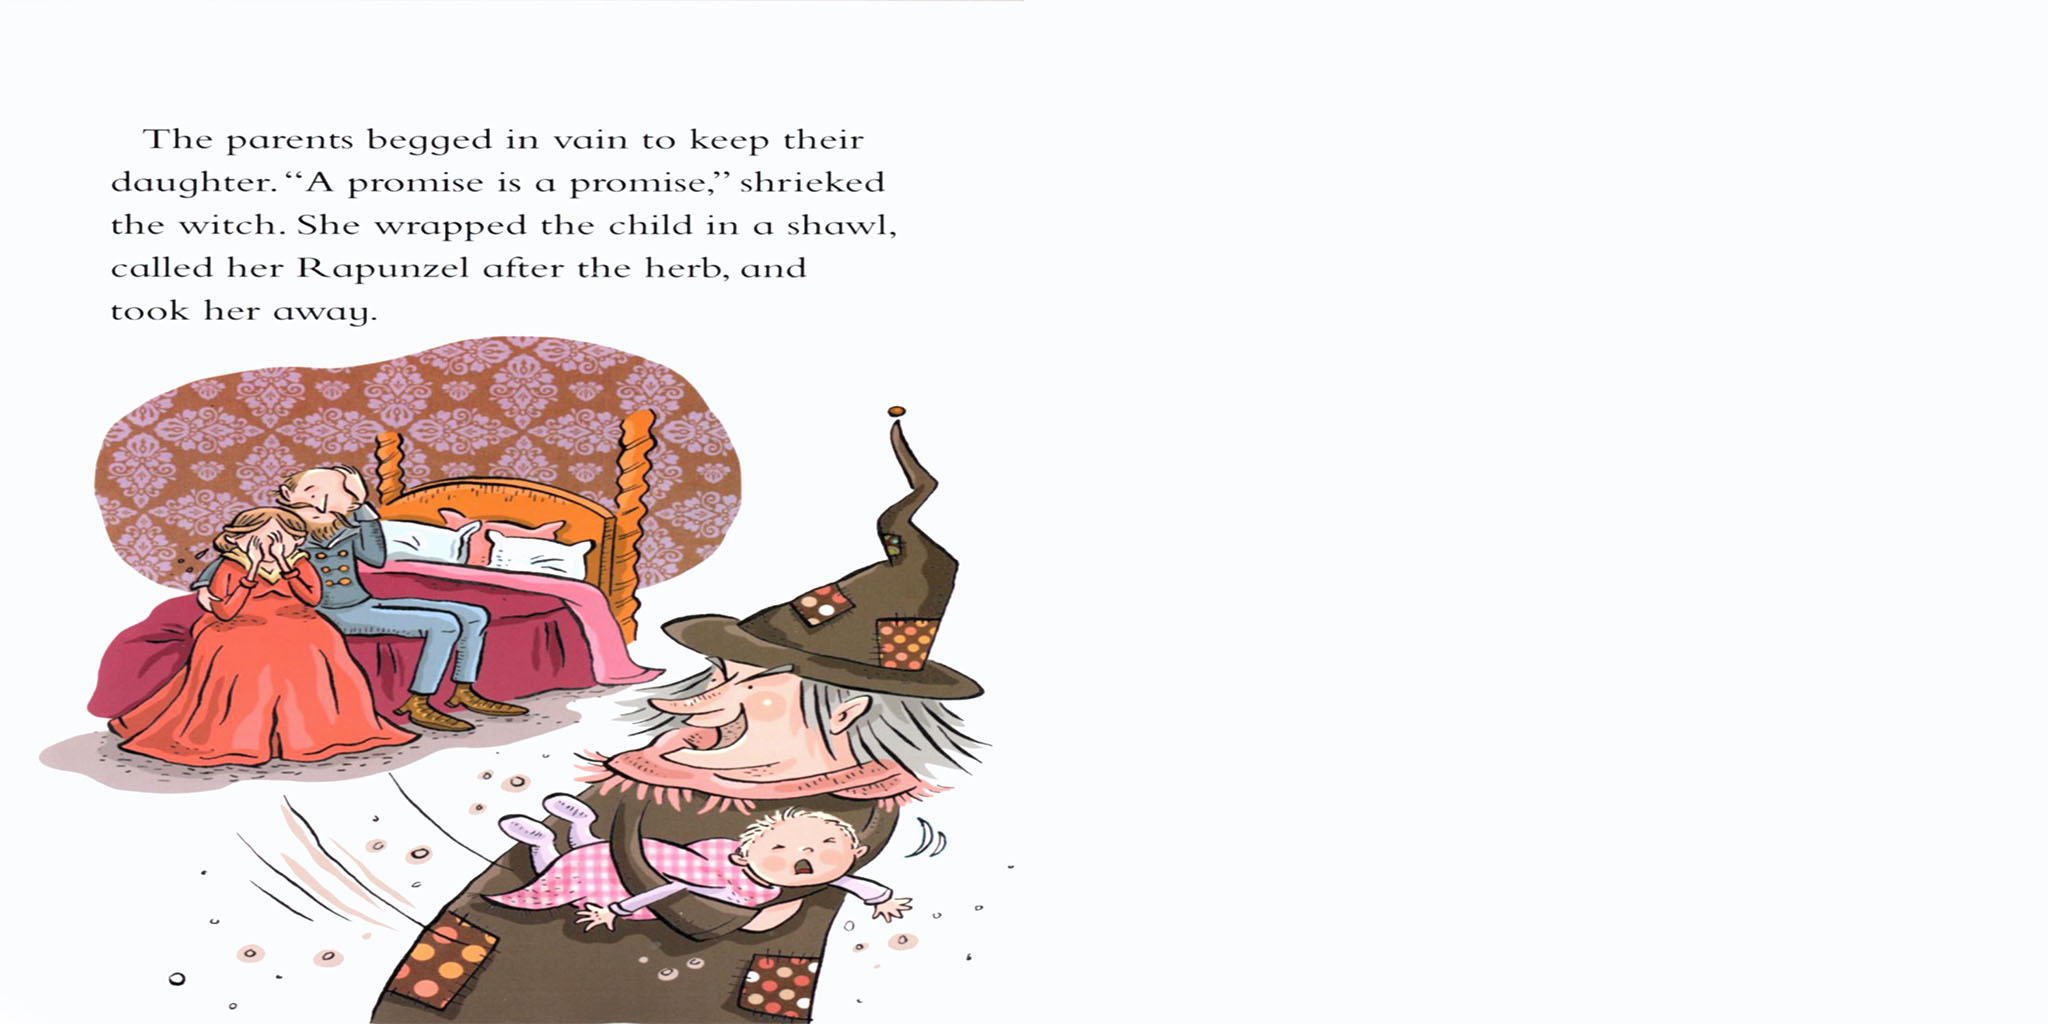 The parents begged in vain to keep their
daughter. “A promise is a promise,” shrieked
the witch. She wrapped the child in a shawl,
called her Rapunzel after the herb, and
took her away.